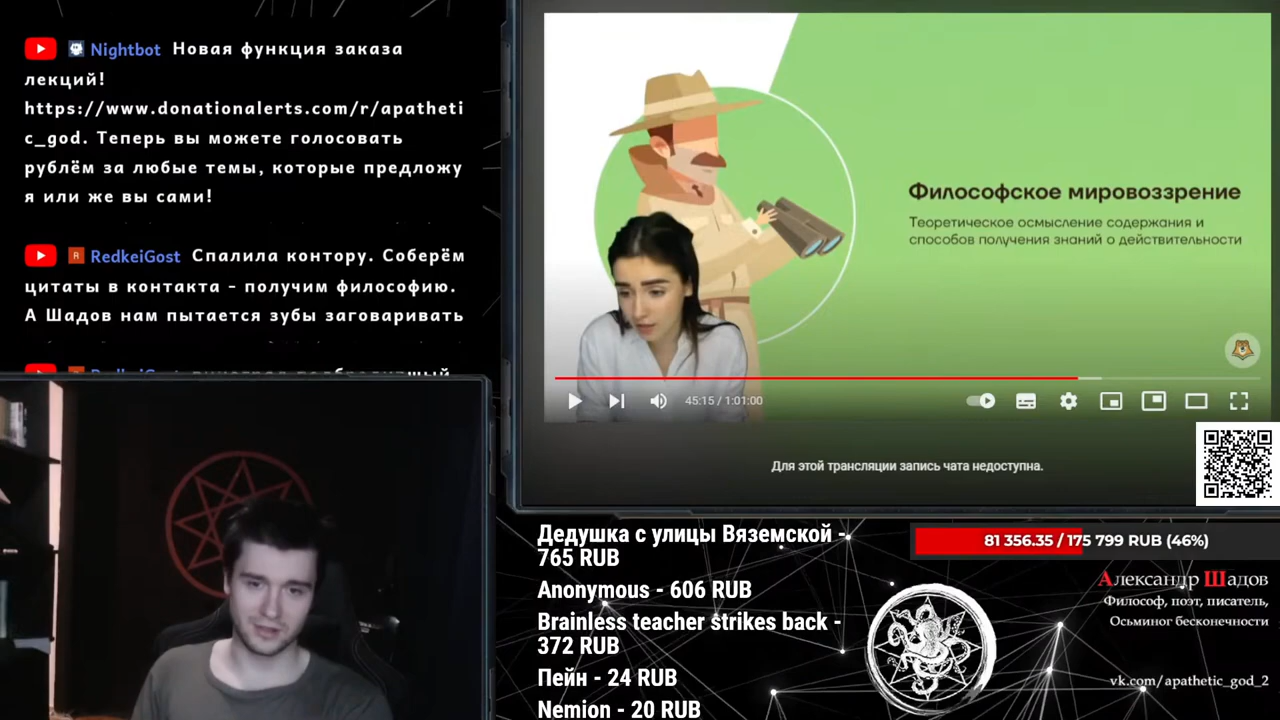 Nightbot Новая функция заказа
лекций!
https://www.donationalerts.com/r/apatheti
c_god. Теперь вы можете голосовать
рублём за любые темы, которые предложу
я или же вы сами!
RedkeiGost Спалила контору. Соберём
цитаты в контакта - получим философию.
А Шадов нам пытается зубы заговаривать
Философское мировоззрение
Теоретическое осмысление содержания и
способов получения знаний о действительности
45:15 / 1:01:00
Для этой трансляции запись чата недоступна.
Дедушка с улицы Вяземской -
765 RUB
Anonymous - 606 RUB
Brainless teacher strikes back -
372 RUB
Пейн - 24 RUB
Nemion - 20 RUB
81 356.35 / 175 799 RUB (46%)
Александр Шадов
Философ, поэт, писатель,
Осьминог бесконечности
vk.com/apathetic_god_2